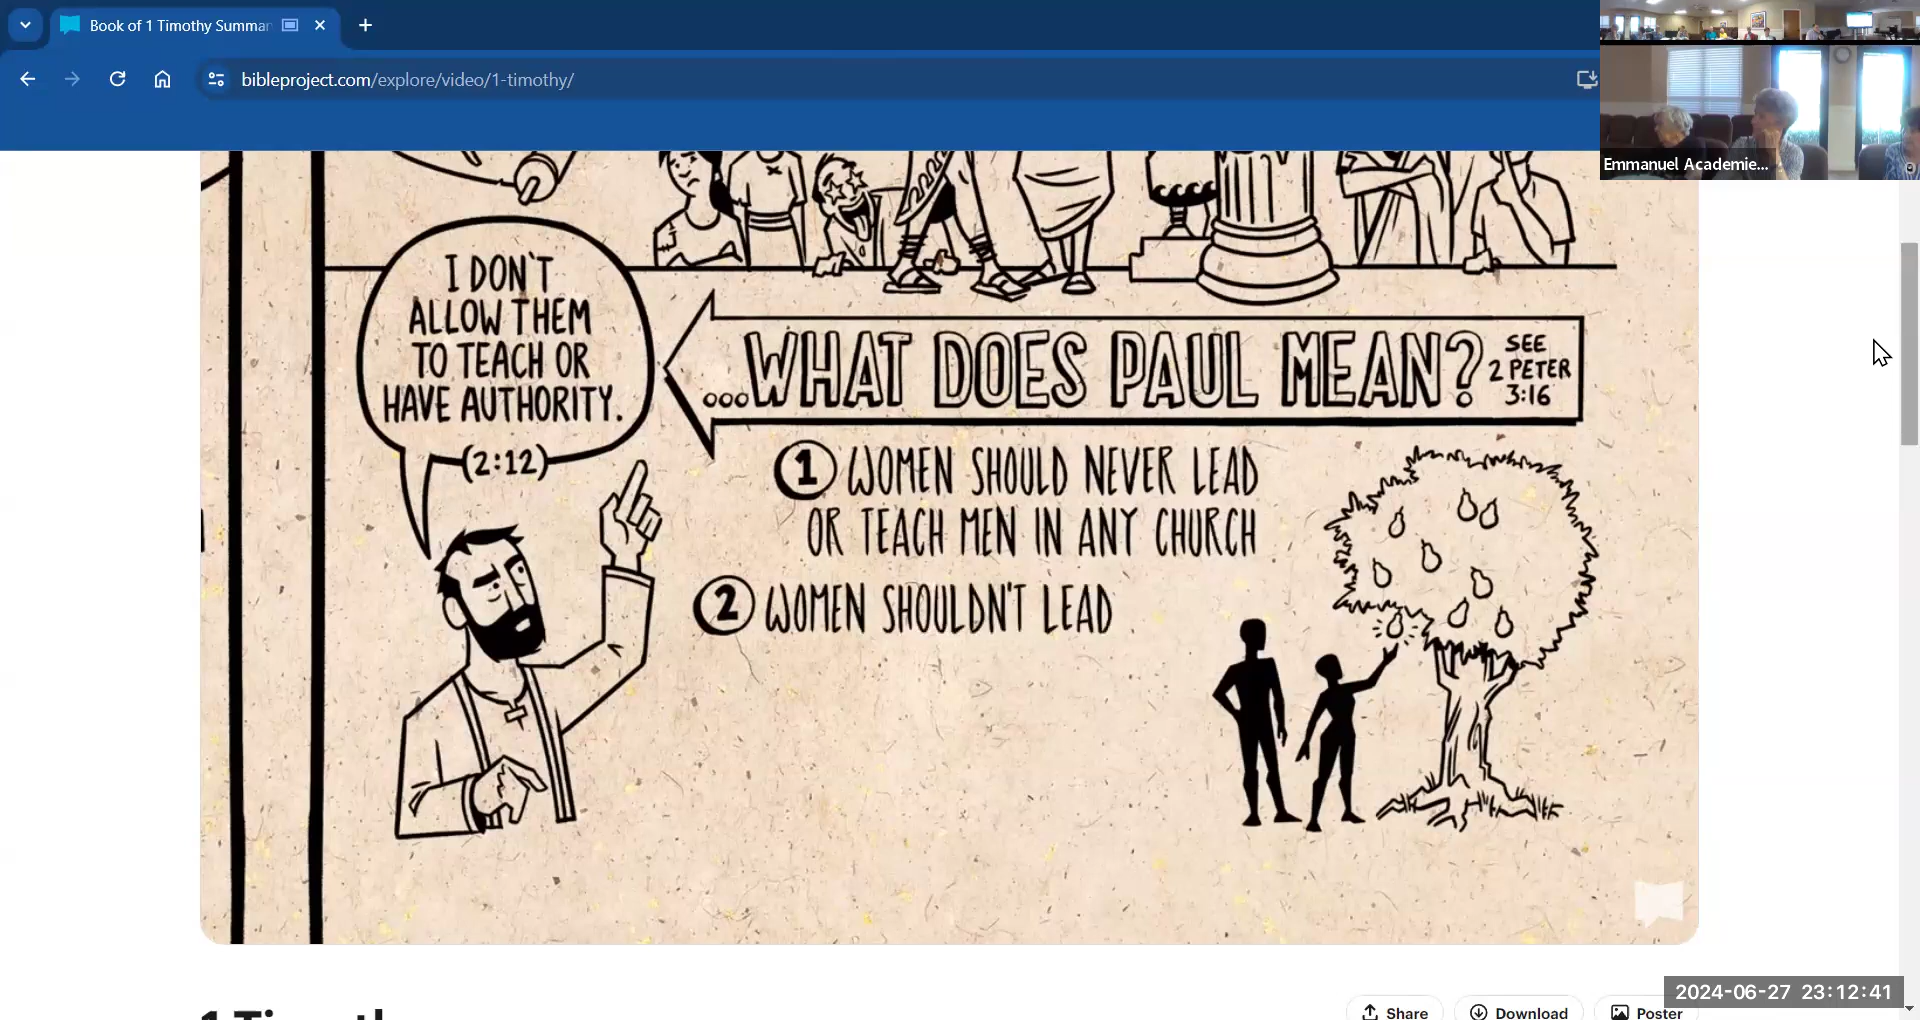 Book of 1 Timothy Summar
bibleproject.com/explore/video/1-timothy/
Emmanuel Academie...
I DON'T
ALLOW THEM
TO TEACH OR
HAVE AUTHORITY.
(2:12)
...WHAT DOES PAUL MEAN?
SEE
2 PETER
3:16
1 WOMEN SHOULD NEVER LEAD
OR TEACH MEN IN ANY CHURCH
2 WOMEN SHOULDN'T LEAD
1 Timoth
Share
Download
Poster
2024-06-27 23:12:41